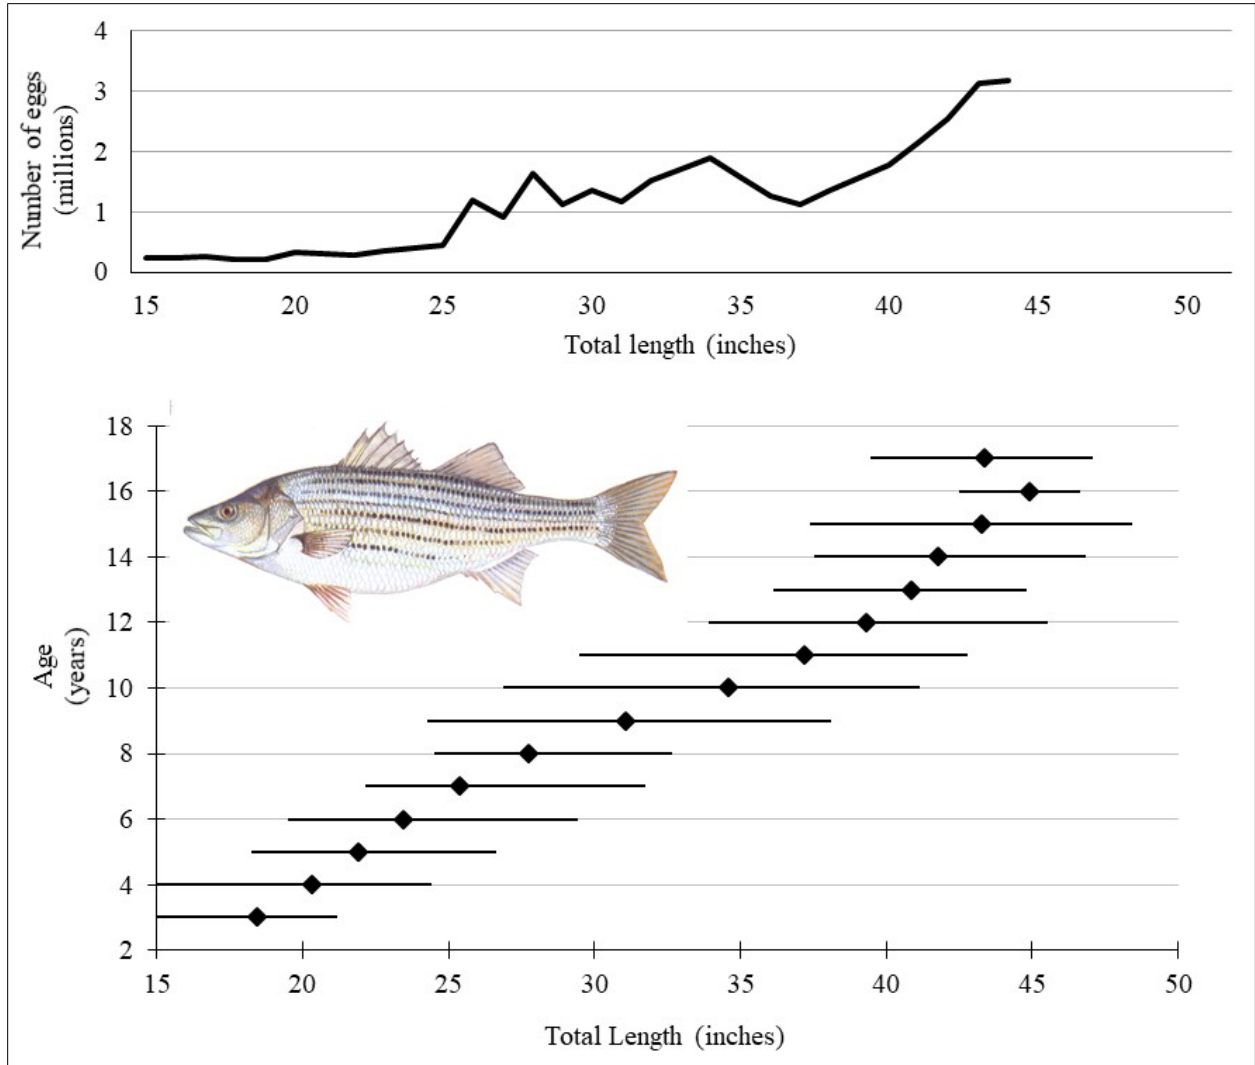 4
3
2
1
0
Number of eggs
(millions)
15 20 25 30 35 40 45 50
Total length (inches)
18
16
14
12
10
8
6
4
2
Age
(years)
15 20 25 30 35 40 45 50
Total Length (inches)